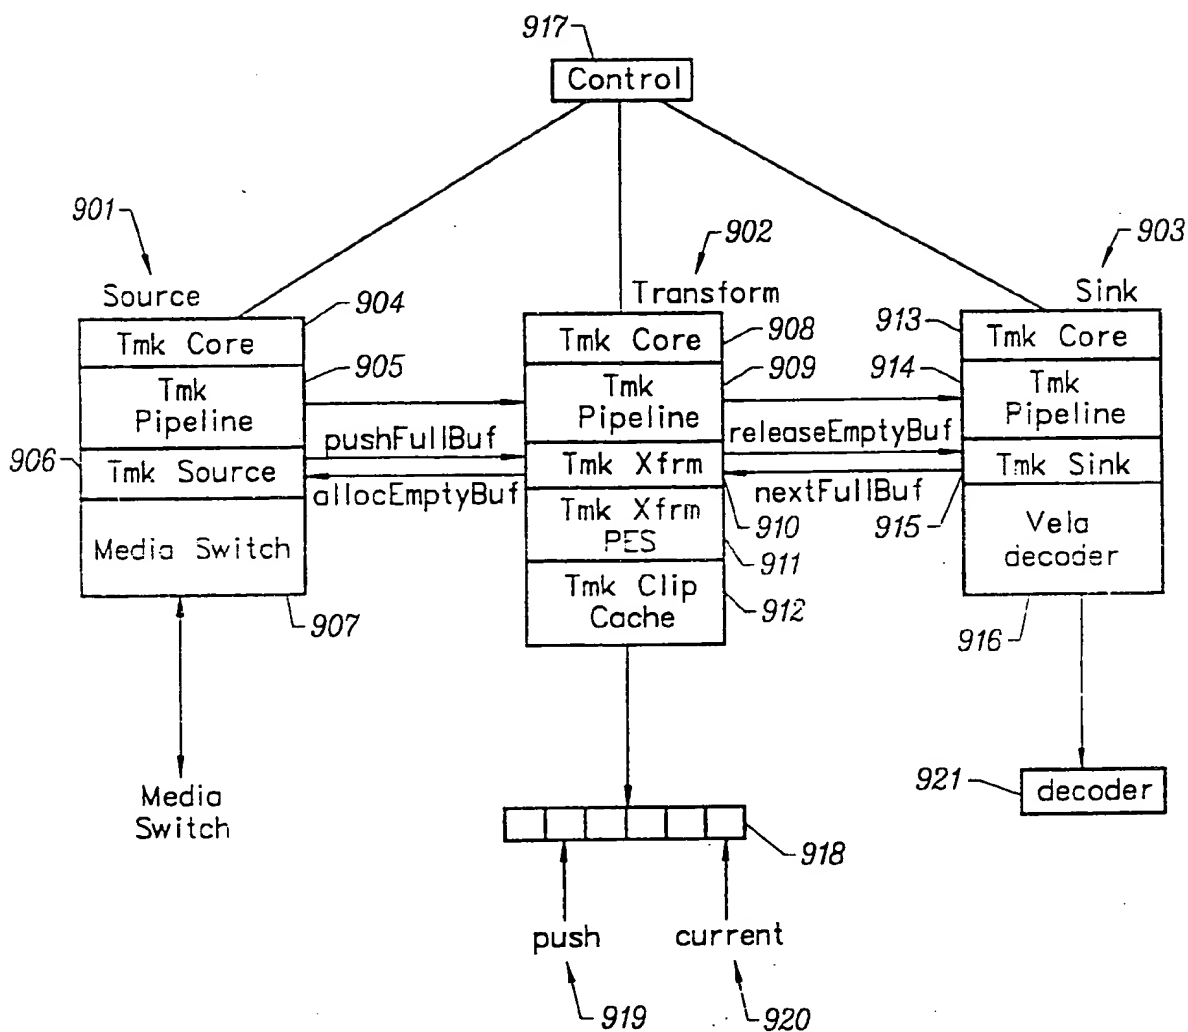 917
Control
901
902
903
Source
Transform
Sink
904
Tmk Core
905
Tmk
Pipeline
906
Tmk Source
Media Switch
907
pushFullBuf
allocEmptyBuf
Tmk Core
908
Tmk
Pipeline
909
Tmk Xfrm
910
Tmk Xfrm
PES
911
Tmk Clip
Cache
912
releaseEmptyBuf
nextFullBuf
913
Tmk Core
914
Tmk
Pipeline
Tmk Sink
915
Vela
decoder
916
Media
Switch
921
decoder
918
push
current
919
920